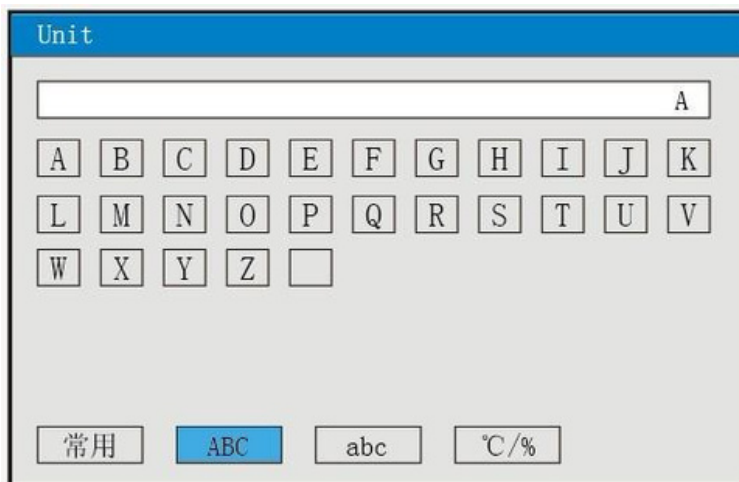 Unit
A
A B C D E F G H I J K
L M N O P Q R S T U V
W X Y Z
常用 ABC abc ℃/%